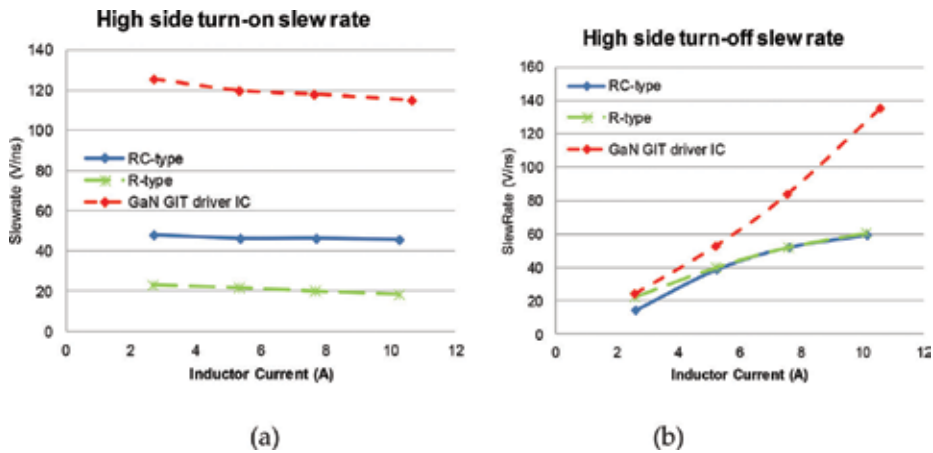 High side turn-on slew rate
140
120
100
80
60
40
20
0
Slewrate (V/ns)
RC-type
R-type
GaN GIT driver IC
0 2 4 6 8 10 12
Inductor Current (A)
(a)
High side turn-off slew rate
160
140
120
100
80
60
40
20
0
SlewRate (V/ns)
RC-type
R-type
GaN GIT driver IC
0 2 4 6 8 10 12
Inductor Current (A)
(b)